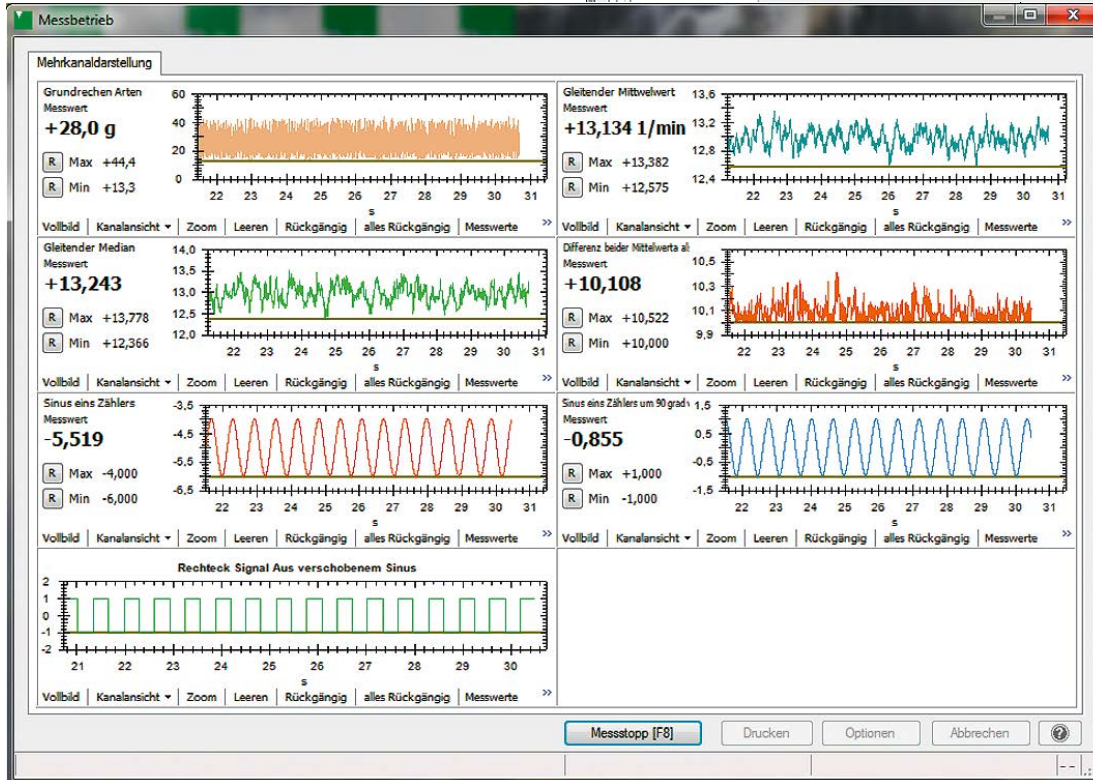 Messbetrieb
Mehrkanaldarstellung
Grundrechen Arten
Messwert
+28,0 g
R Max +44,4
R Min +13,3
60
40
20
0
22 23 24 25 26 27 28 29 30 31
s
Vollbild Kanalansicht Zoom Leeren Rückgängig alles Rückgängig Messwerte »
Gleitender Mittwelwert
Messwert
+13,134 1/min
R Max +13,382
R Min +12,575
13,6
13,2
12,8
12,4
22 23 24 25 26 27 28 29 30 31
s
Vollbild Kanalansicht Zoom Leeren Rückgängig alles Rückgängig Messwerte »
Gleitender Median
Messwert
+13,243
R Max +13,778
R Min +12,366
14,0
13,5
13,0
12,5
12,0
22 23 24 25 26 27 28 29 30 31
s
Vollbild Kanalansicht Zoom Leeren Rückgängig alles Rückgängig Messwerte »
Differenz beider Mittelwerta al
Messwert
+10,108
R Max +10,522
R Min +10,000
10,5
10,3
10,1
9,9
22 23 24 25 26 27 28 29 30 31
s
Vollbild Kanalansicht Zoom Leeren Rückgängig alles Rückgängig Messwerte »
Sinus eins Zählers
Messwert
-5,519
R Max -4,000
R Min -6,000
-3,5
-4,5
-5,5
-6,5
22 23 24 25 26 27 28 29 30 31
s
Vollbild Kanalansicht Zoom Leeren Rückgängig alles Rückgängig Messwerte »
Sinus eins Zählers um 90 grad v
Messwert
-0,855
R Max +1,000
R Min -1,000
1,5
0,5
-0,5
-1,5
22 23 24 25 26 27 28 29 30 31
s
Vollbild Kanalansicht Zoom Leeren Rückgängig alles Rückgängig Messwerte »
Rechteck Signal Aus verschobenem Sinus
2
1
0
-1
-2
21 22 23 24 25 26 27 28 29 30
s
Vollbild Kanalansicht Zoom Leeren Rückgängig alles Rückgängig Messwerte »
Messstopp [F8] Drucken Optionen Abbrechen ?
--